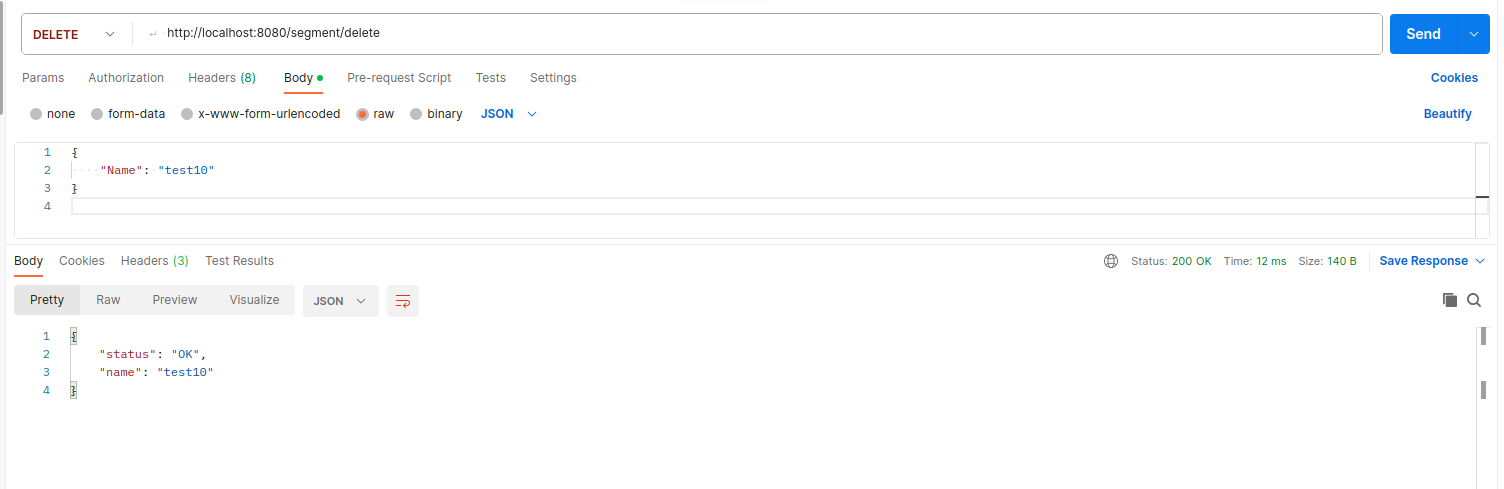 DELETE http://localhost:8080/segment/delete Send
Params Authorization Headers (8) Body Pre-request Script Tests Settings Cookies
none form-data x-www-form-urlencoded raw binary JSON Beautify
1 {
2 "Name": "test10"
3 }
4
Body Cookies Headers (3) Test Results Status: 200 OK Time: 12 ms Size: 140 B Save Response
Pretty Raw Preview Visualize JSON
1 {
2 "status": "OK",
3 "name": "test10"
4 }